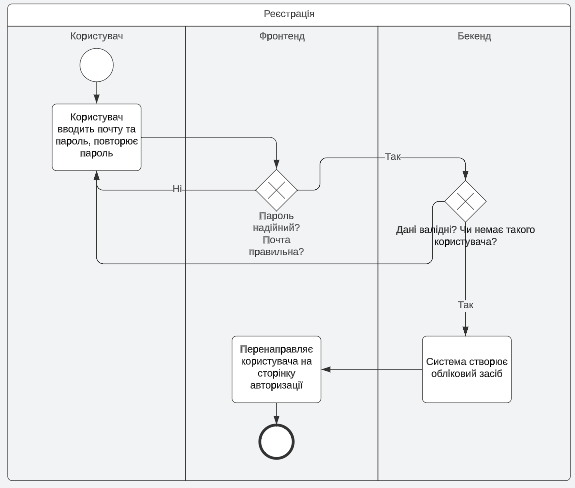 Реєстрація
Користувач
Фронтенд
Бекенд
Користувач
вводить почту та
пароль, повторює
пароль
Так
Ні
Пароль
надійний?
Почта
правильна?
Дані валідні? Чи немає такого
користувача?
Так
Перенаправляє
користувача на
сторінку
авторизації
Система створює
обліковий засіб